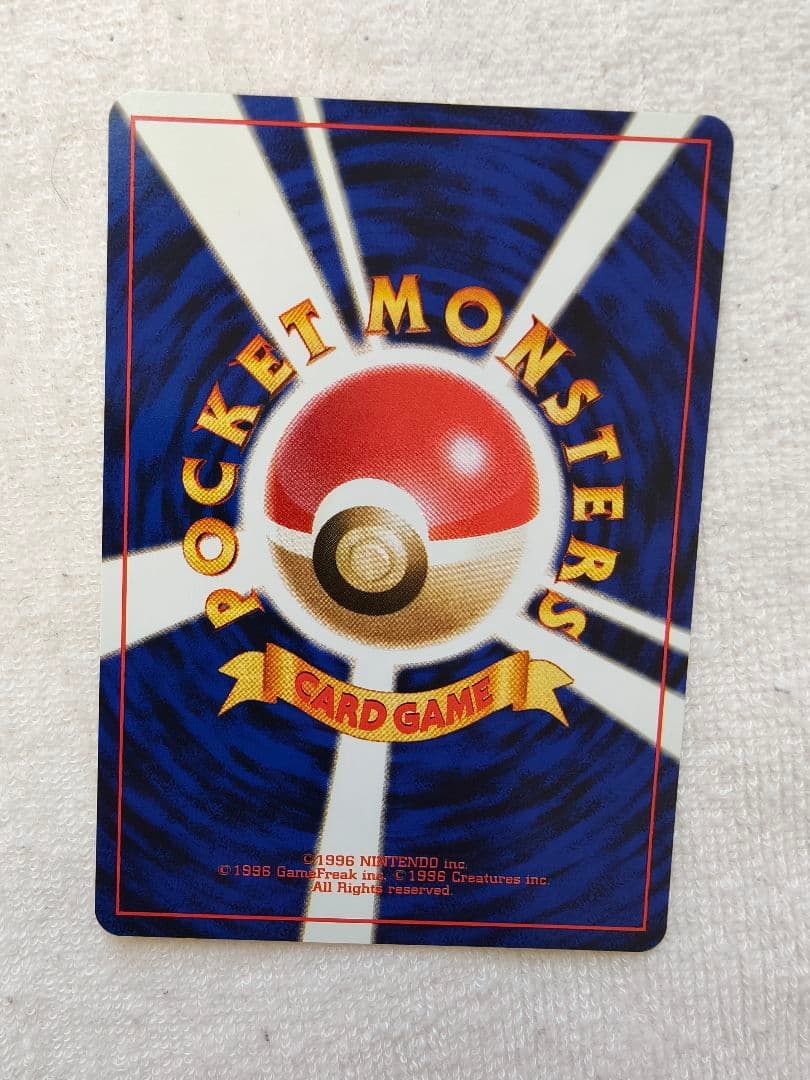 POCKET MONSTERS
CARD GAME
©1996 NINTENDO inc.
©1996 GameFreak inc. ©1996 Creatures inc.
All Rights reserved.